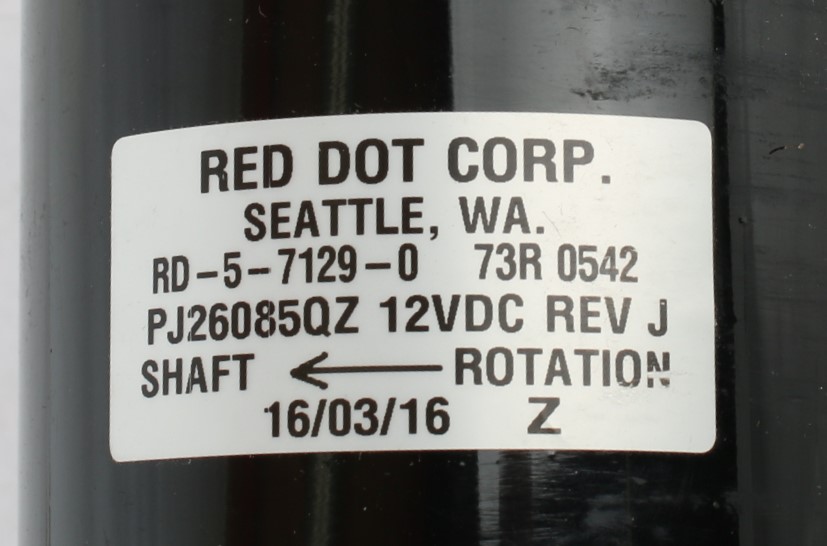 RED DOT CORP.
SEATTLE, WA.
RD-5-7129-0 73R 0542
PJ26085QZ 12VDC REV J
SHAFT ← ROTATION
16/03/16 Z